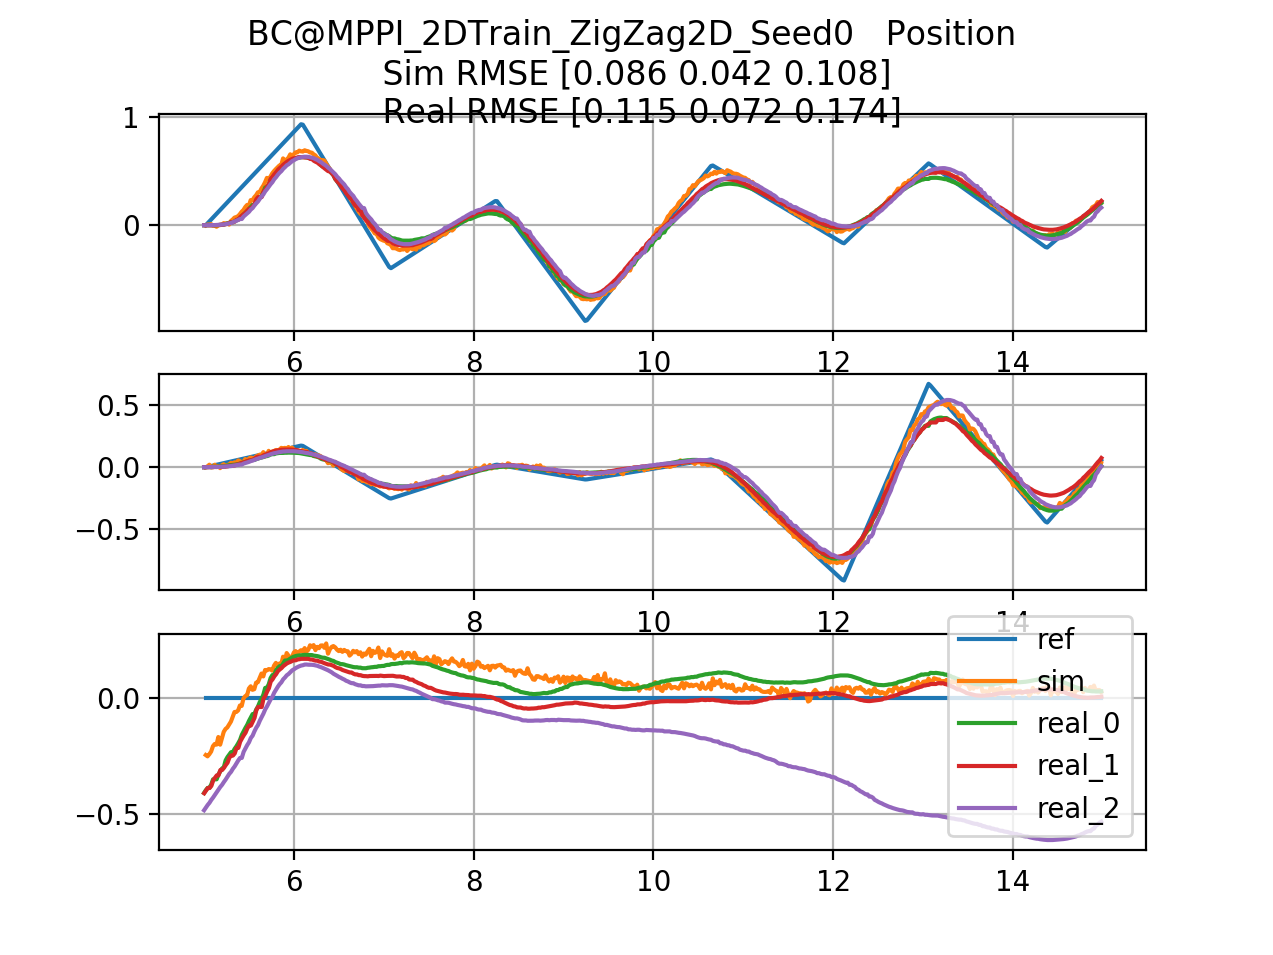 BC@MPPI_2DTrain_ZigZag2D_Seed0 Position
Sim RMSE [0.086 0.042 0.108]
Real RMSE [0.115 0.072 0.174]
1
0
6 8 10 12 14
0.5
0.0
−0.5
6 8 10 12 14
0.0
−0.5
6 8 10 12 14
ref
sim
real_0
real_1
real_2